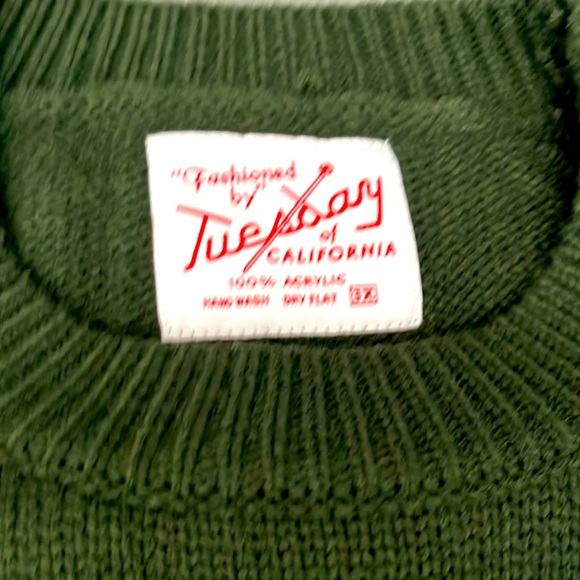 "Fashioned
by"
Tuesday
of
CALIFORNIA
100% ACRYLIC
HAND WASH DRY FLAT 3X